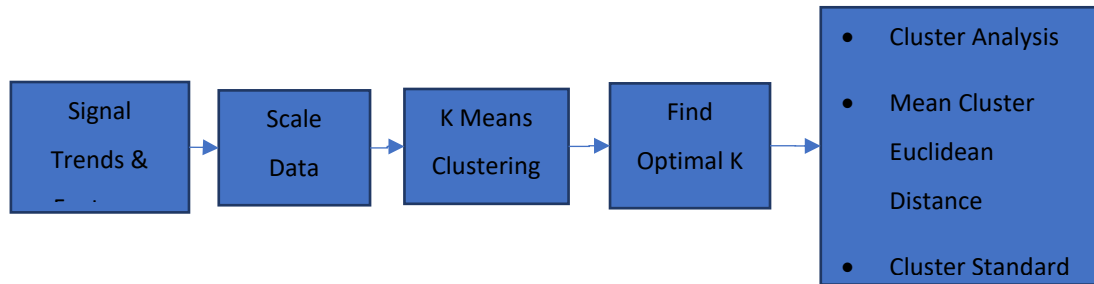 Signal
Trends &
Scale
Data
K Means
Clustering
Find
Optimal K
• Cluster Analysis
• Mean Cluster
Euclidean
Distance
• Cluster Standard